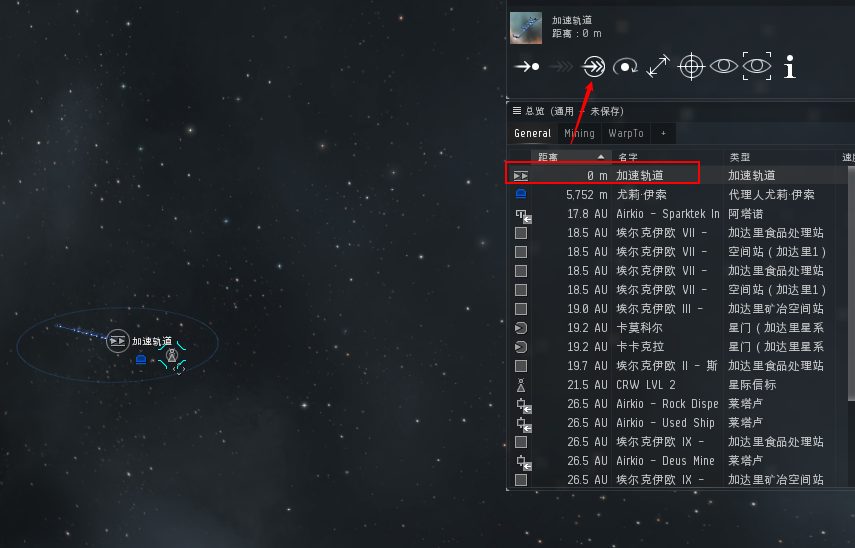 加速轨道
距离：0 m
总览 (通用 - 未保存)
General Mining WarpTo +
距离 名字 类型 速度
0 m 加速轨道 加速轨道
5,752 m 尤莉·伊索 代理人尤莉·伊索
17.8 AU Airkio - Sparktek In 阿塔诺
18.5 AU 埃尔克伊欧 VII - 加达里食品处理站
18.5 AU 埃尔克伊欧 VII - 空间站 ( 加达里1 )
18.5 AU 埃尔克伊欧 VII - 加达里食品处理站
18.5 AU 埃尔克伊欧 VII - 空间站 ( 加达里1 )
19.0 AU 埃尔克伊欧 III - 加达里矿冶空间站
19.2 AU 卡莫科尔 星门 ( 加达里星系
19.2 AU 卡卡克拉 星门 ( 加达里星系
19.7 AU 埃尔克伊欧 II - 斯 加达里食品处理站
21.5 AU CRW LVL 2 星际信标
26.5 AU Airkio - Rock Dispe 莱塔卢
26.5 AU Airkio - Used Ship 莱塔卢
26.5 AU 埃尔克伊欧 IX - 加达里食品处理站
26.5 AU Airkio - Deus Mine 莱塔卢
26.5 AU 埃尔克伊欧 IX - 加达里矿冶空间站
加速轨道